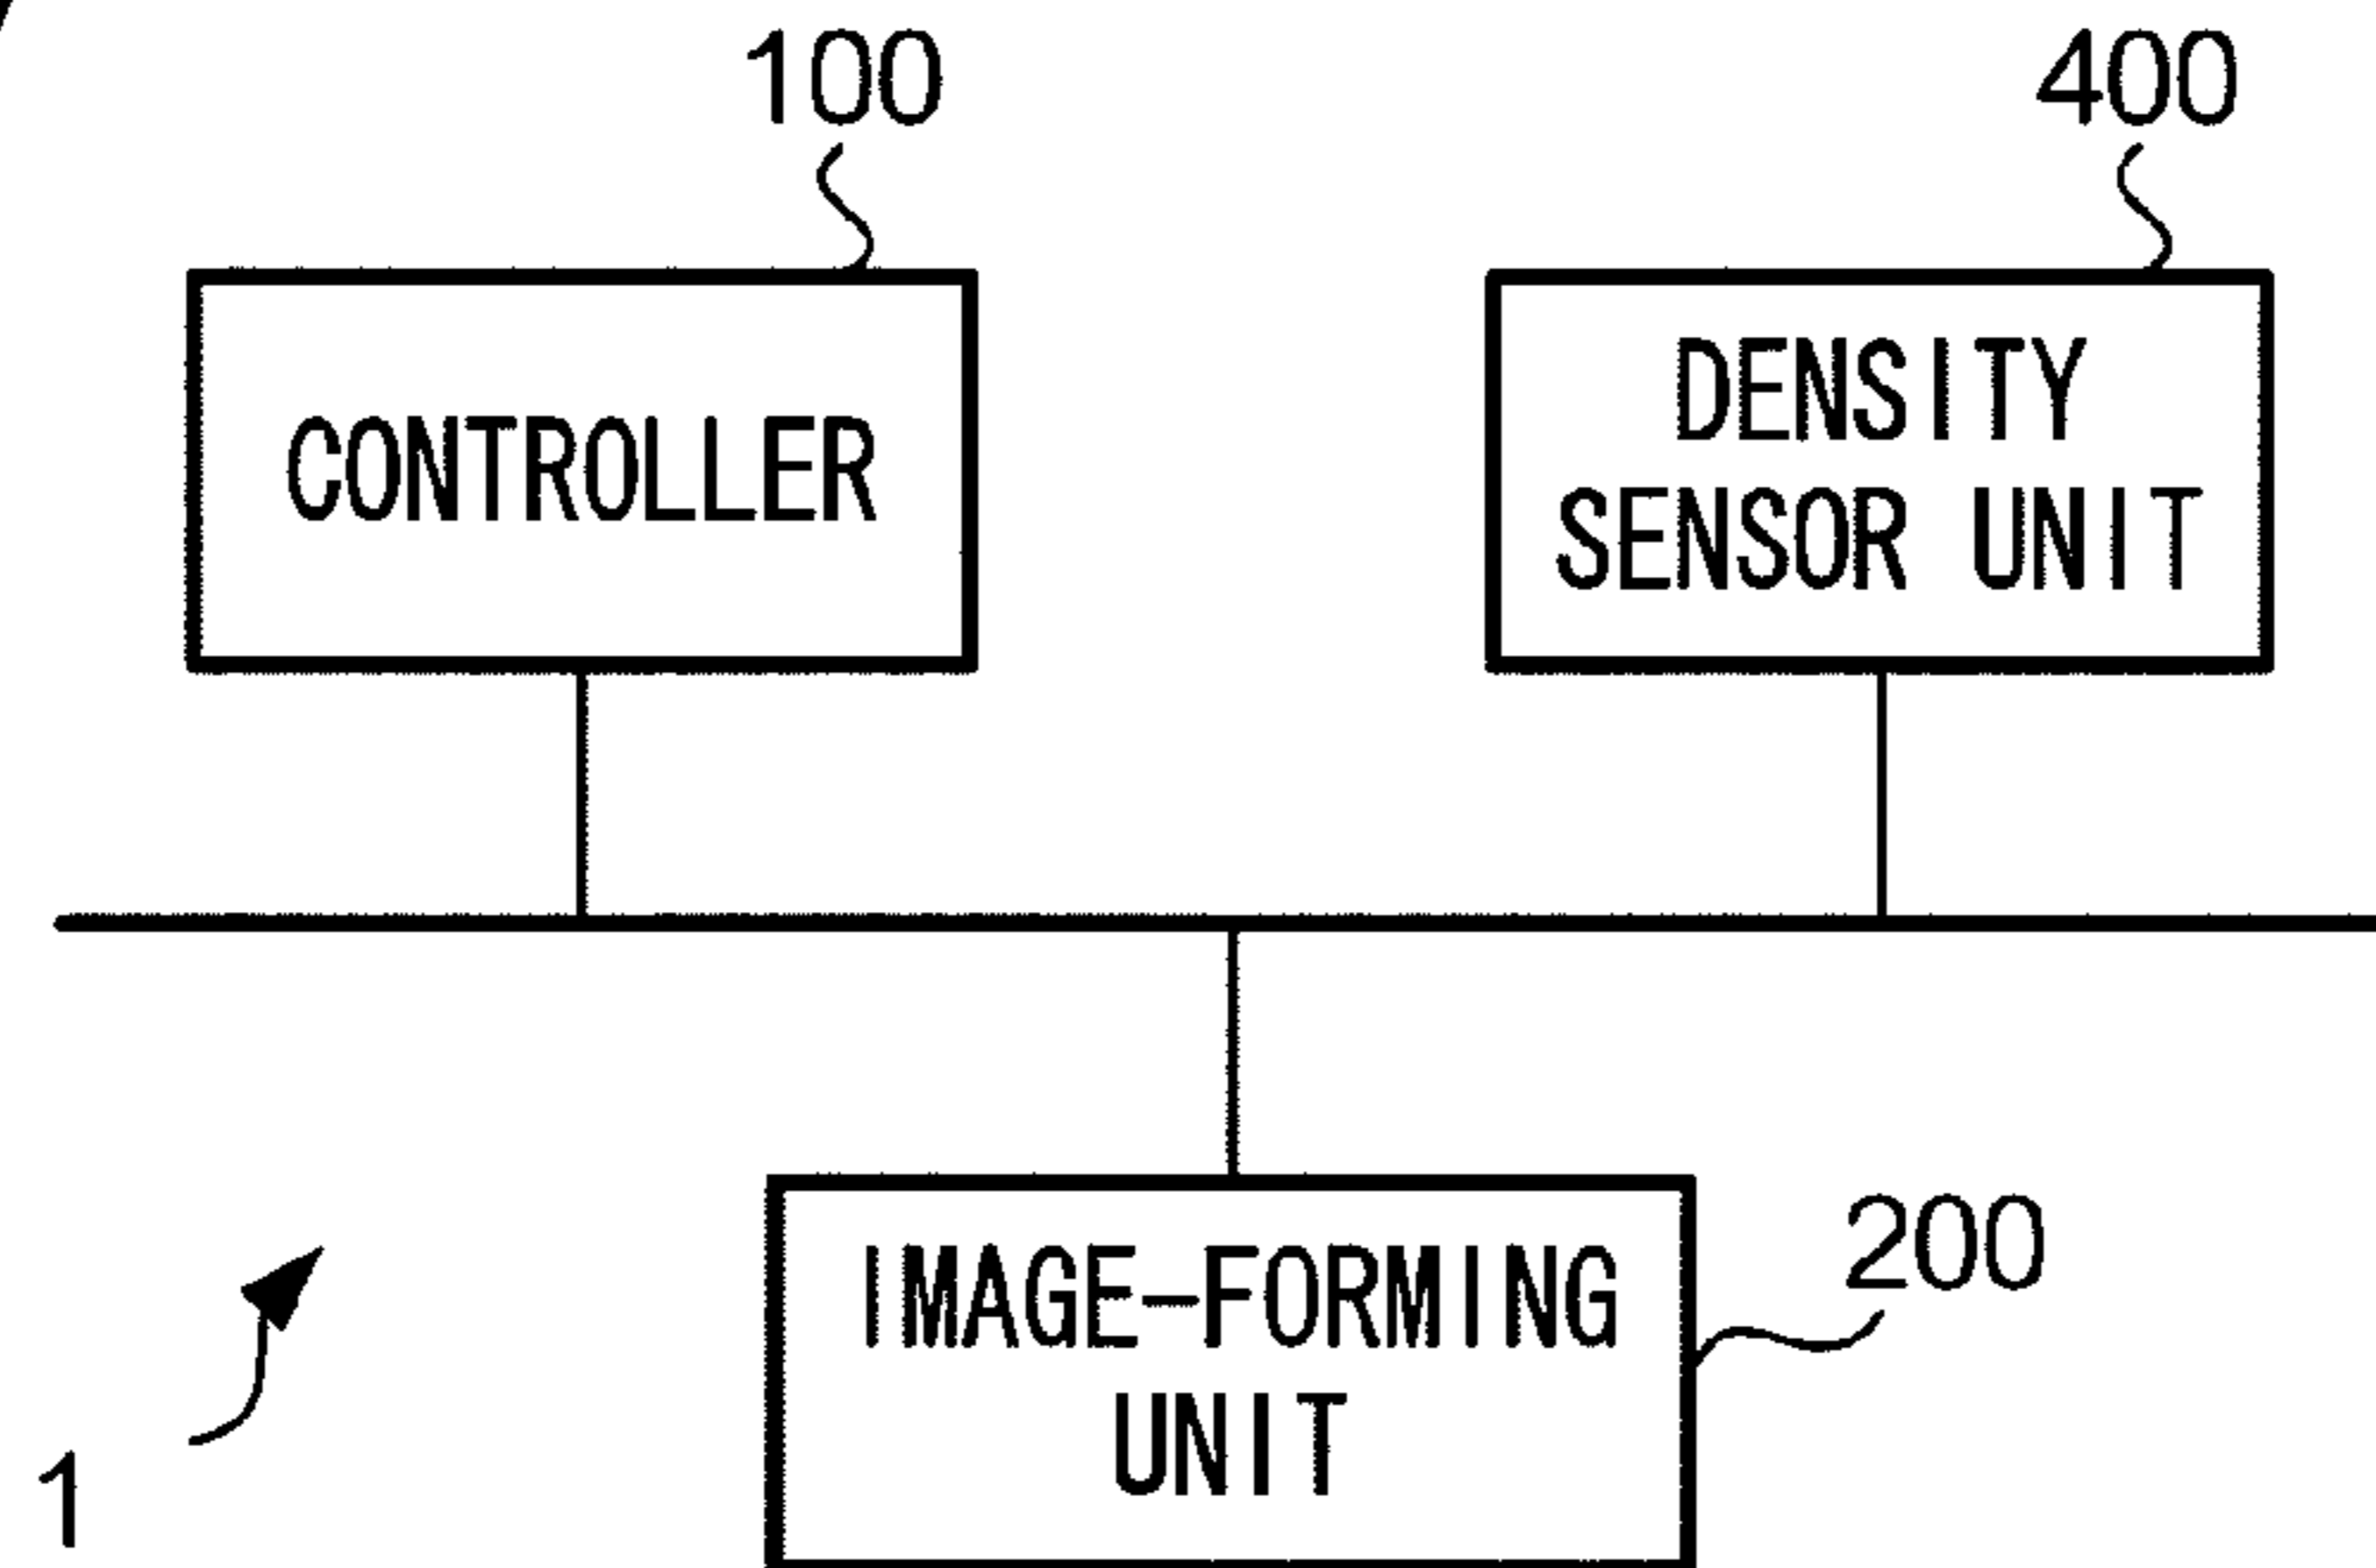 100
400
CONTROLLER
DENSITY
SENSOR UNIT
IMAGE-FORMING
UNIT
200
1